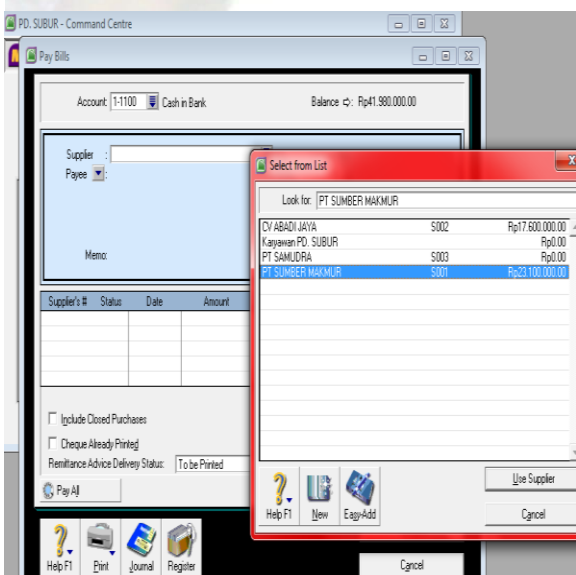 PD. SUBUR - Command Centre
Pay Bills
Account: 1-1100 Cash in Bank Balance ⇨: Rp41.980.000.00
Supplier :
Payee :
Memo:
Supplier's # Status Date Amount
Include Closed Purchases
Cheque Already Printed
Remittance Advice Delivery Status: To be Printed
Pay All
Help F1 Print Journal Register Cancel
Select from List
Look for: PT SUMBER MAKMUR
CV ABADI JAYA S002 Rp17.600.000.00
Karyawan PD. SUBUR Rp0.00
PT SAMUDRA S003 Rp0.00
PT SUMBER MAKMUR S001 Rp23.100.000.00
Use Supplier
Help F1 New Easy-Add Cancel